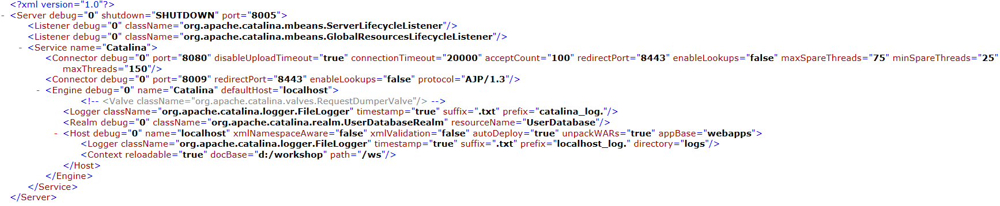 <?xml version="1.0"?>
- <Server debug="0" shutdown="SHUTDOWN" port="8005">
<Listener debug="0" className="org.apache.catalina.mbeans.ServerLifecycleListener"/>
<Listener debug="0" className="org.apache.catalina.mbeans.GlobalResourcesLifecycleListener"/>
- <Service name="Catalina">
<Connector debug="0" port="8080" disableUploadTimeout="true" connectionTimeout="20000" acceptCount="100" redirectPort="8443" enableLookups="false" maxSpareThreads="75" minSpareThreads="25"
maxThreads="150"/>
<Connector debug="0" port="8009" redirectPort="8443" enableLookups="false" protocol="AJP/1.3"/>
- <Engine debug="0" name="Catalina" defaultHost="localhost">
<!-- <Valve className="org.apache.catalina.valves.RequestDumperValve"/> -->
<Logger className="org.apache.catalina.logger.FileLogger" timestamp="true" suffix=".txt" prefix="catalina_log."/>
<Realm debug="0" className="org.apache.catalina.realm.UserDatabaseRealm" resourceName="UserDatabase"/>
- <Host debug="0" name="localhost" xmlNamespaceAware="false" xmlValidation="false" autoDeploy="true" unpackWARs="true" appBase="webapps">
<Logger className="org.apache.catalina.logger.FileLogger" timestamp="true" suffix=".txt" prefix="localhost_log." directory="logs"/>
<Context reloadable="true" docBase="d:/workshop" path="/ws"/>
</Host>
</Engine>
</Service>
</Server>